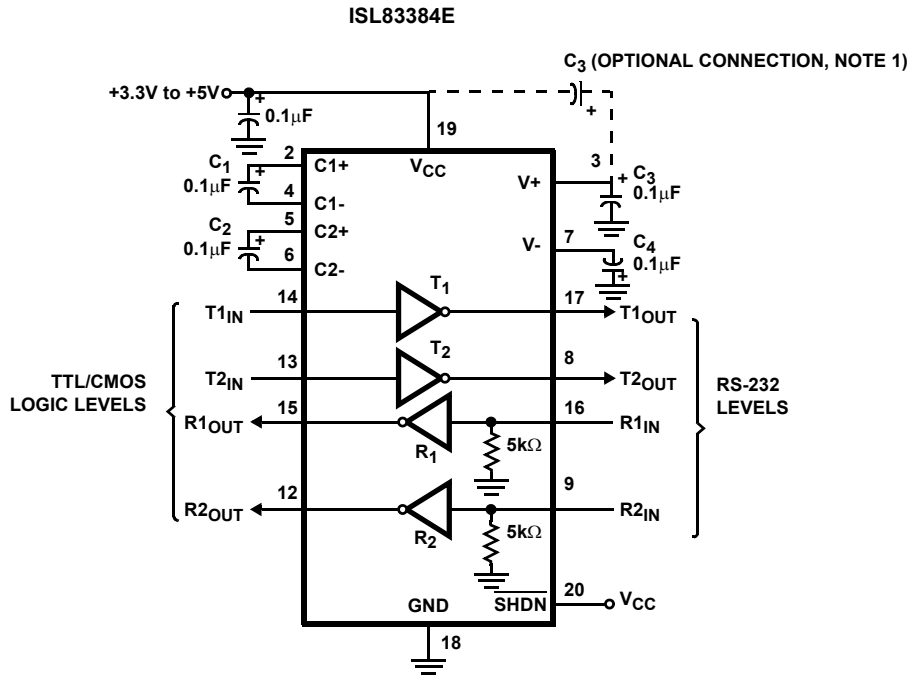 ISL83384E
C3 (OPTIONAL CONNECTION, NOTE 1)
+
+3.3V to +5V
+
0.1μF
19
VCC
2
C1+
C1
0.1μF
+
4
C1-
5
C2+
C2
0.1μF
+
6
C2-
3
V+
+
C3
0.1μF
7
V-
C4
0.1μF
+
T1IN
14
T1
17
T1OUT
T2IN
13
T2
8
T2OUT
TTL/CMOS
LOGIC LEVELS
RS-232
LEVELS
R1OUT
15
R1
16
R1IN
5kΩ
R2OUT
12
R2
9
R2IN
5kΩ
GND
SHDN
20
VCC
18